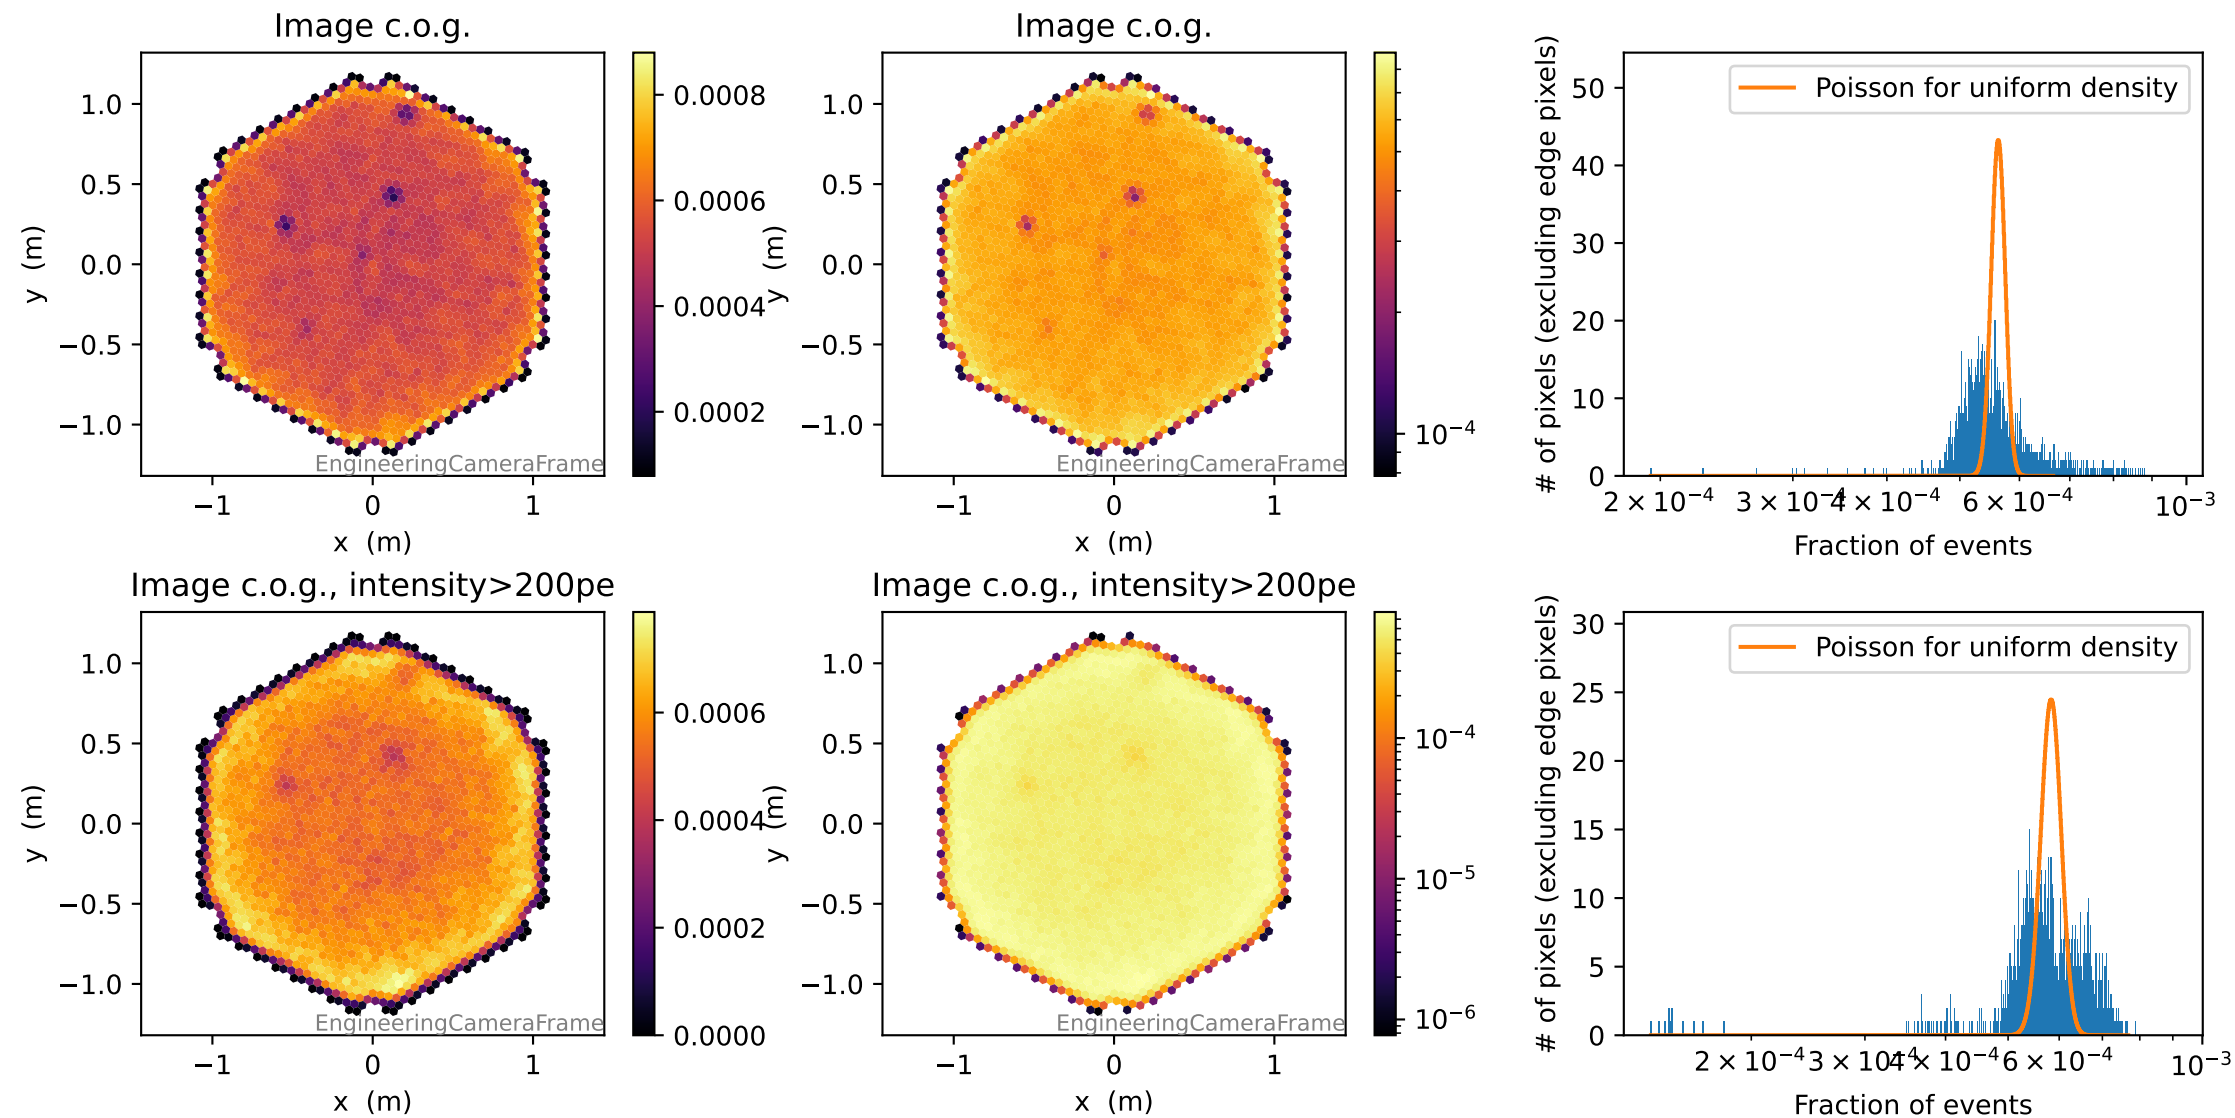 Image c.o.g.
1.0
0.5
0.0
−0.5
−1.0
y (m)
−1
0
1
x (m)
EngineeringCameraFrame
0.0008
0.0006
0.0004
0.0002
Image c.o.g.
1.0
0.5
0.0
−0.5
−1.0
y (m)
−1
0
1
x (m)
EngineeringCameraFrame
10⁻⁴
Poisson for uniform density
50
40
30
20
10
0
# of pixels (excluding edge pixels)
2 × 10⁻⁴
3 × 10⁻⁴
4 × 10⁻⁴
6 × 10⁻⁴
10⁻³
Fraction of events
Image c.o.g., intensity>200pe
1.0
0.5
0.0
−0.5
−1.0
y (m)
−1
0
1
x (m)
EngineeringCameraFrame
0.0006
0.0004
0.0002
0.0000
Image c.o.g., intensity>200pe
1.0
0.5
0.0
−0.5
−1.0
y (m)
−1
0
1
x (m)
EngineeringCameraFrame
10⁻⁴
10⁻⁵
10⁻⁶
Poisson for uniform density
30
25
20
15
10
5
0
# of pixels (excluding edge pixels)
2 × 10⁻⁴
3 × 10⁻⁴
4 × 10⁻⁴
6 × 10⁻⁴
10⁻³
Fraction of events